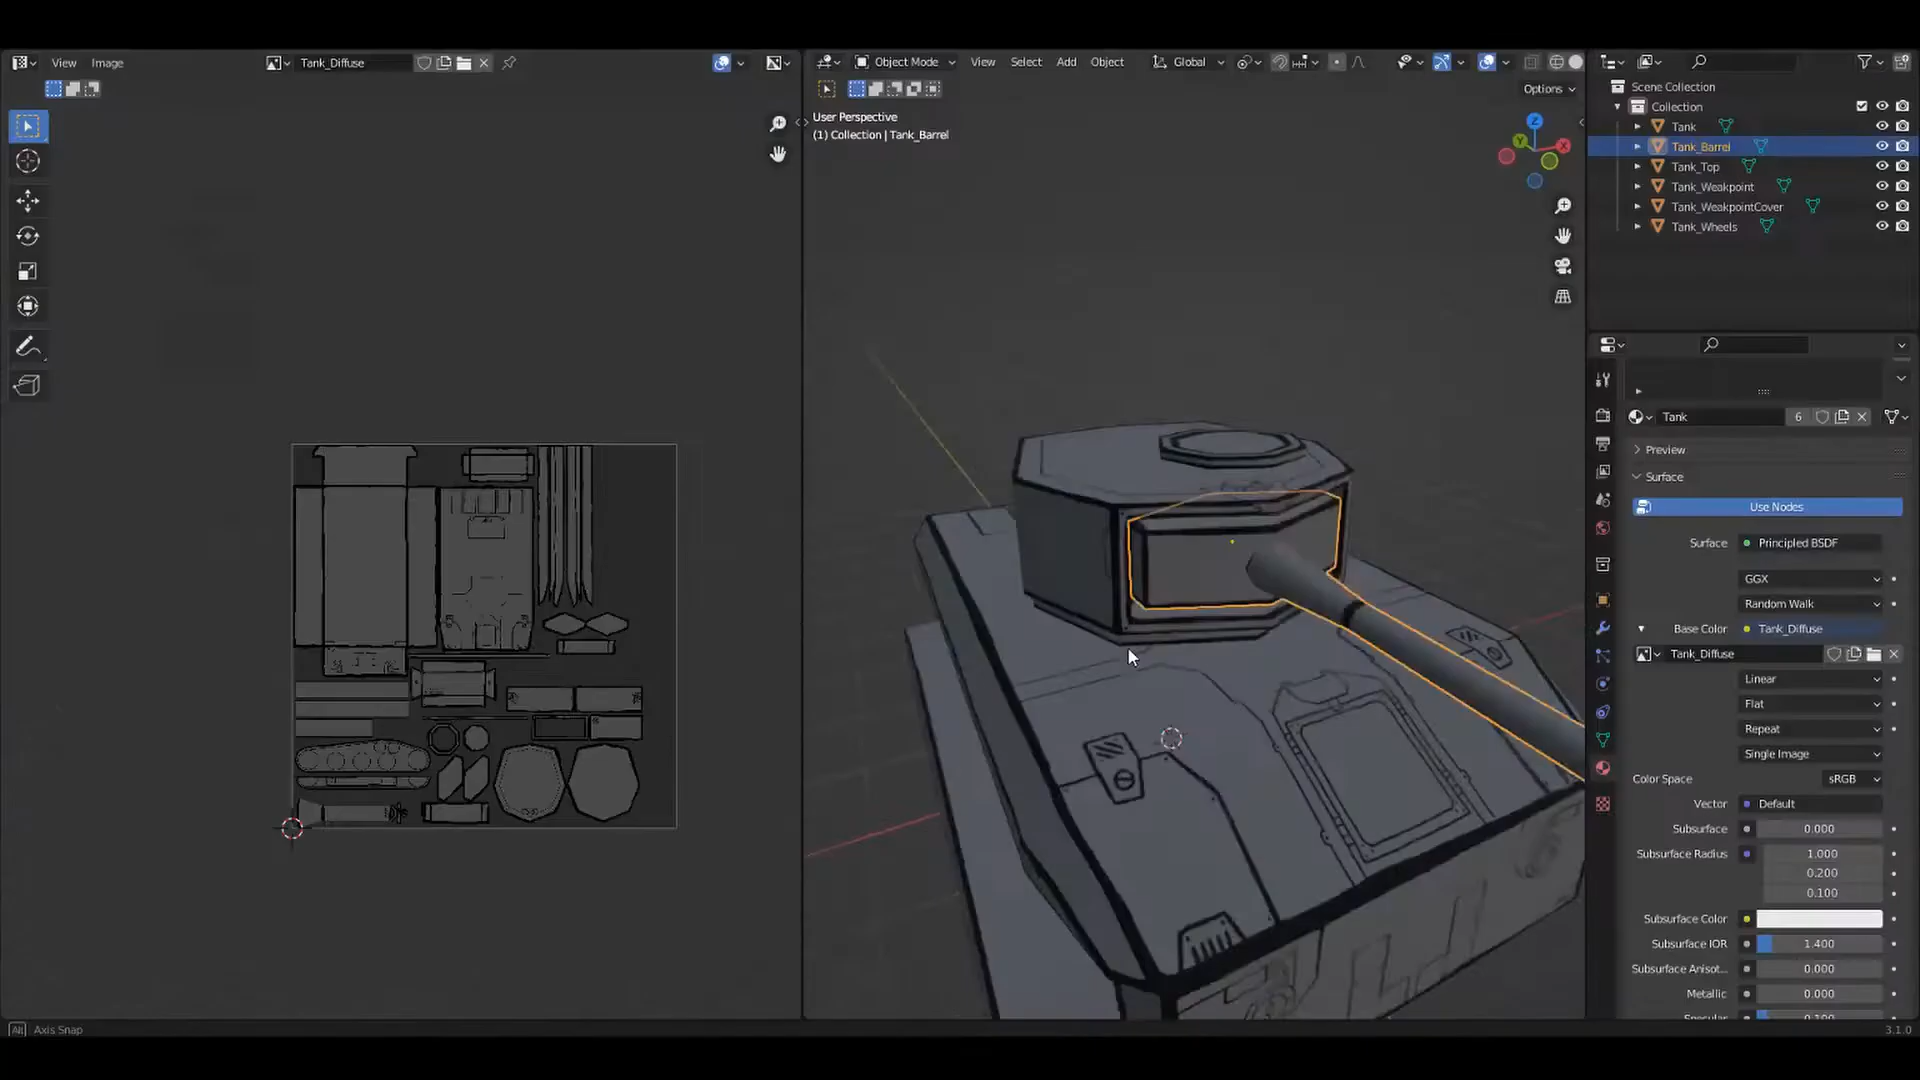 View Image Tank_Diffuse
Object Mode View Select Add Object Global
Options
User Perspective
(1) Collection | Tank_Barrel
Z
Y
X
Scene Collection
Collection
Tank
Tank_Barrel
Tank_Top
Tank_Weakpoint
Tank_WeakpointCover
Tank_Wheels
Tank 6
Preview
Surface
Use Nodes
Surface Principled BSDF
GGX
Random Walk
Base Color Tank_Diffuse
Tank_Diffuse
Linear
Flat
Repeat
Single Image
Color Space sRGB
Vector Default
Subsurface 0.000
Subsurface Radius 1.000
0.200
0.100
Subsurface Color
Subsurface IOR 1.400
Subsurface Anisot... 0.000
Metallic 0.000
Specular 0.100
Alt Axis Snap
3.1.0